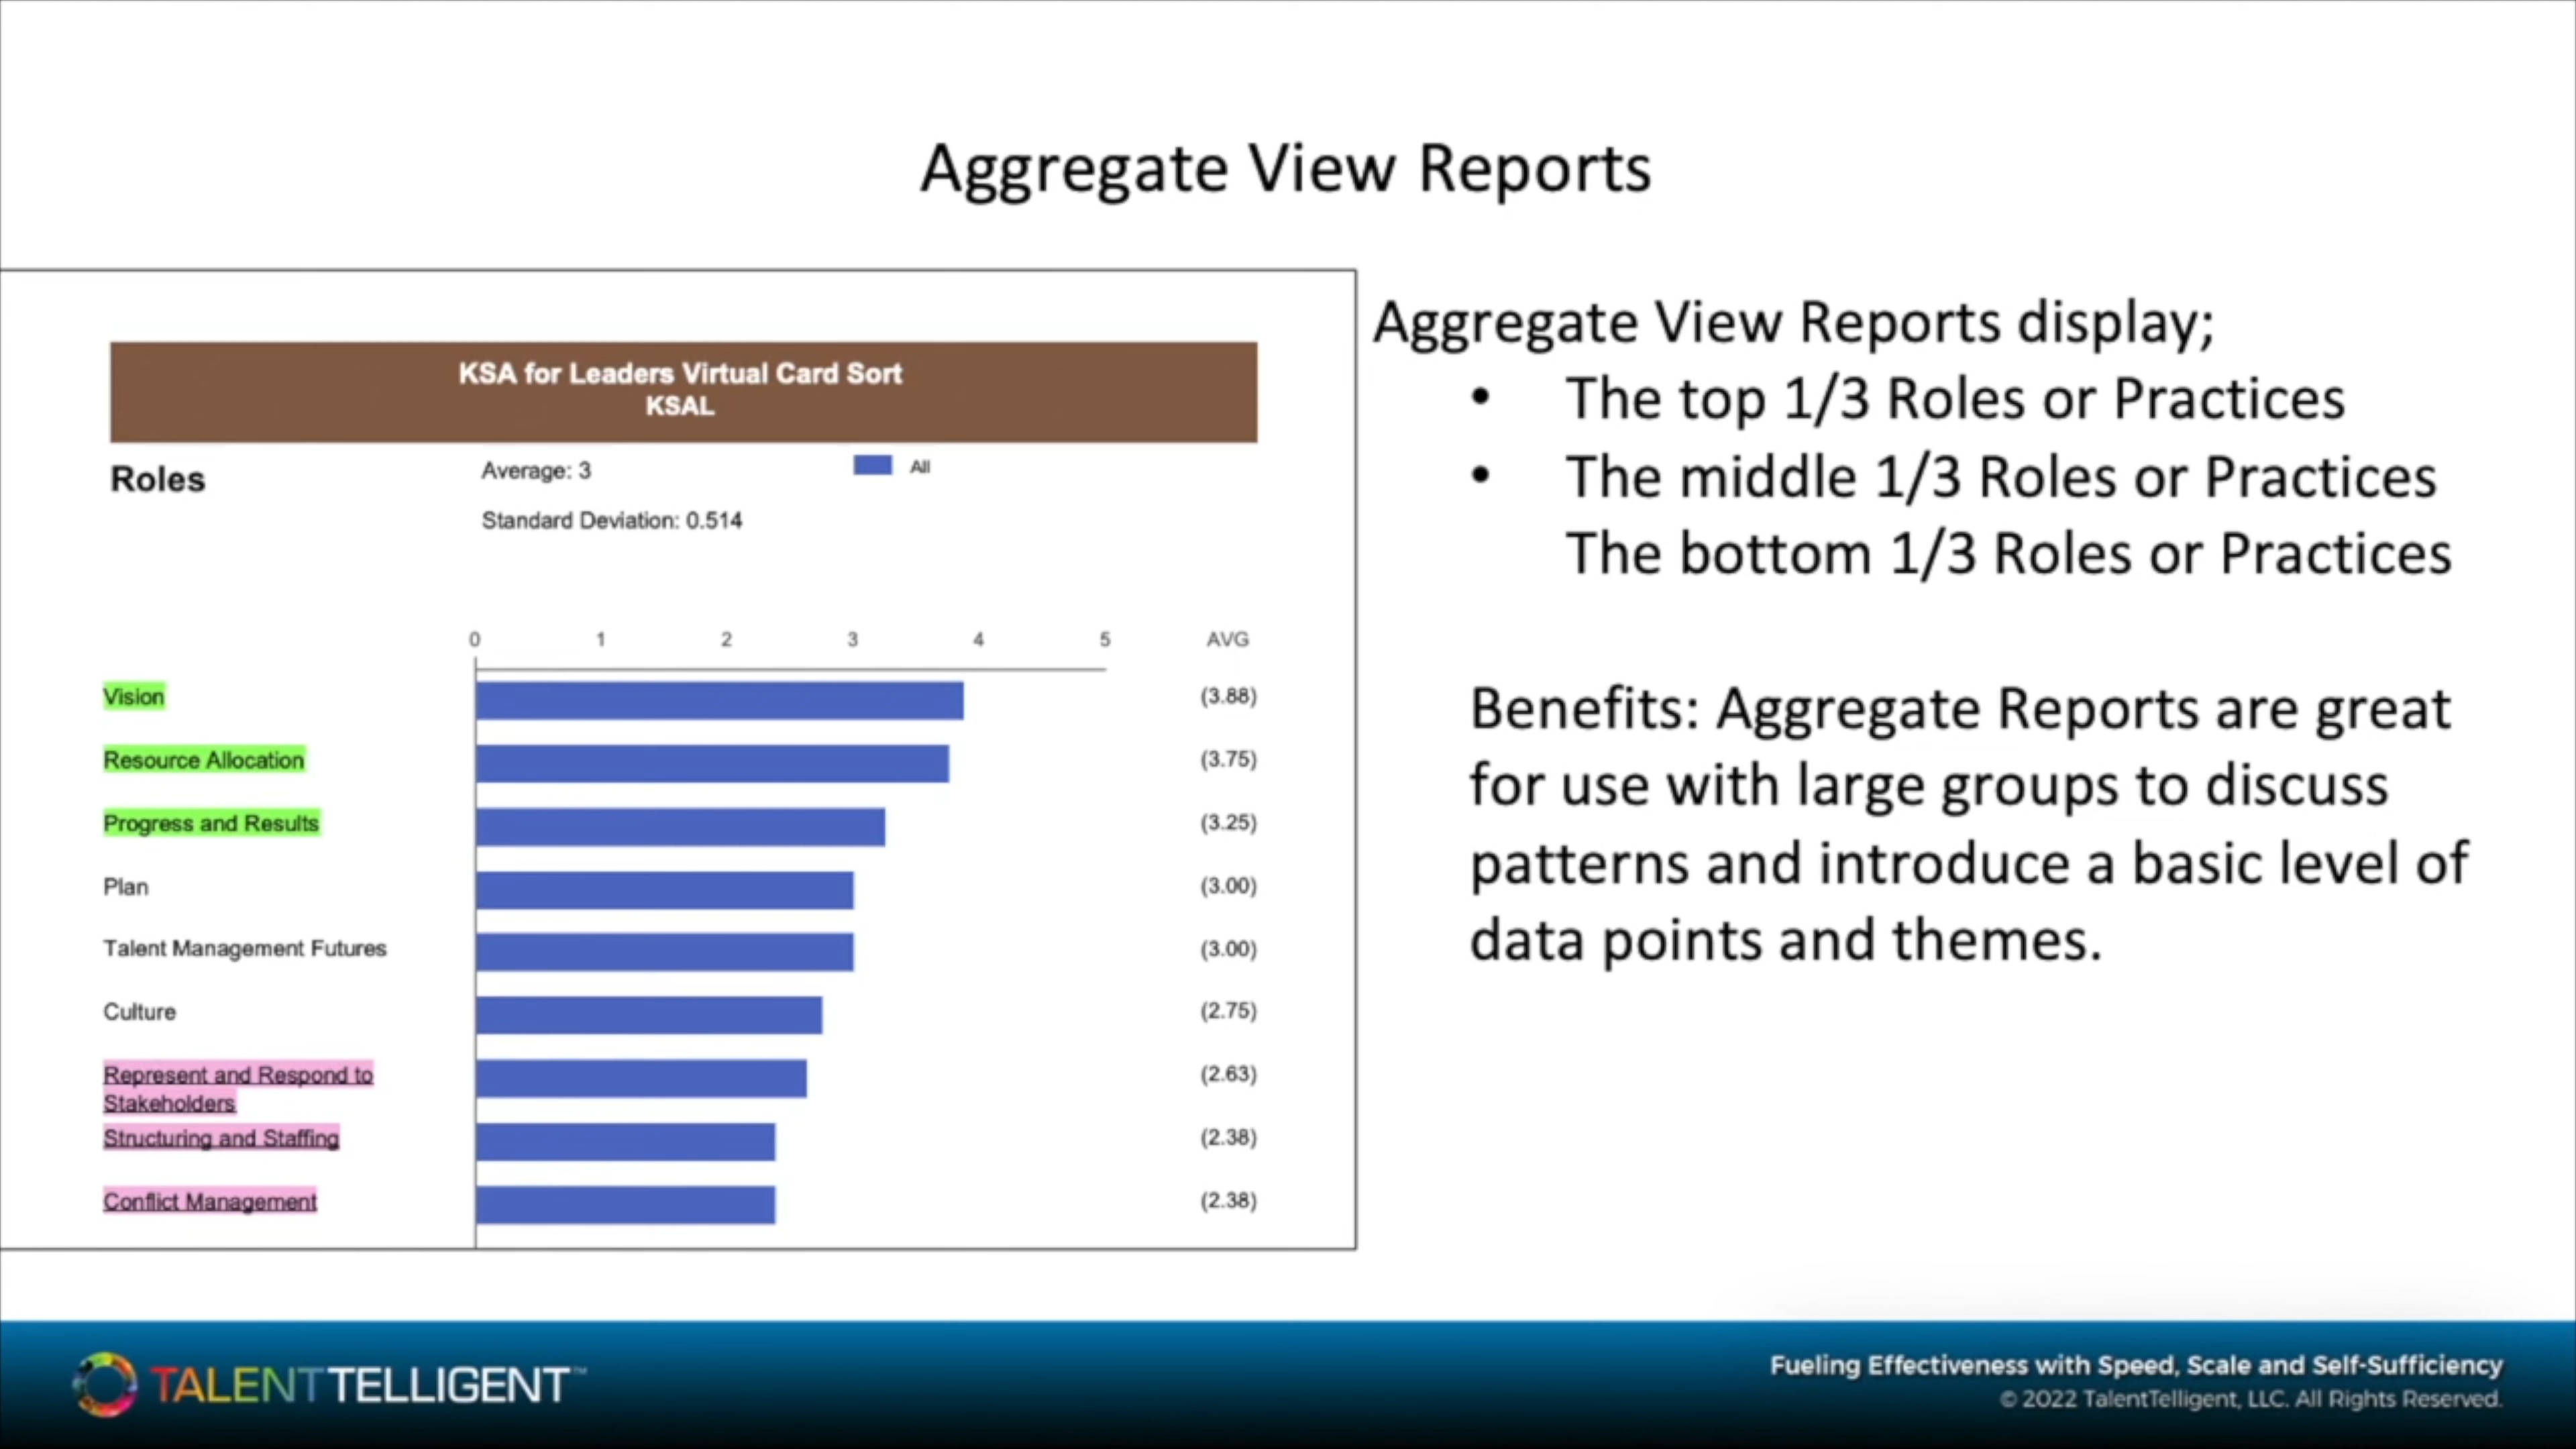 Aggregate View Reports
KSA for Leaders Virtual Card Sort
KSAL
Roles
Average: 3
All
Standard Deviation: 0.514
0 1 2 3 4 5 AVG
Vision (3.88)
Resource Allocation (3.75)
Progress and Results (3.25)
Plan (3.00)
Talent Management Futures (3.00)
Culture (2.75)
Represent and Respond to (2.63)
Stakeholders
Structuring and Staffing (2.38)
Conflict Management (2.38)
Aggregate View Reports display;
• The top 1/3 Roles or Practices
• The middle 1/3 Roles or Practices
The bottom 1/3 Roles or Practices
Benefits: Aggregate Reports are great
for use with large groups to discuss
patterns and introduce a basic level of
data points and themes.
TALENTTELLIGENT™
Fueling Effectiveness with Speed, Scale and Self-Sufficiency
© 2022 TalentTelligent, LLC. All Rights Reserved.